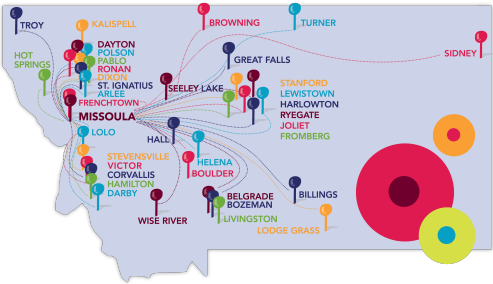 TROY
KALISPELL
BROWNING
TURNER
SIDNEY
HOT
SPRINGS
DAYTON
POLSON
PABLO
RONAN
DIXON
ST. IGNATIUS
ARLEE
FRENCHTOWN
MISSOULA
GREAT FALLS
SEELEY LAKE
STANFORD
LEWISTOWN
HARLOWTON
RYEGATE
JOLIET
FROMBERG
LOLO
HALL
STEVENSVILLE
VICTOR
CORVALLIS
HAMILTON
DARBY
HELENA
BOULDER
WISE RIVER
BELGRADE
BOZEMAN
LIVINGSTON
BILLINGS
LODGE GRASS